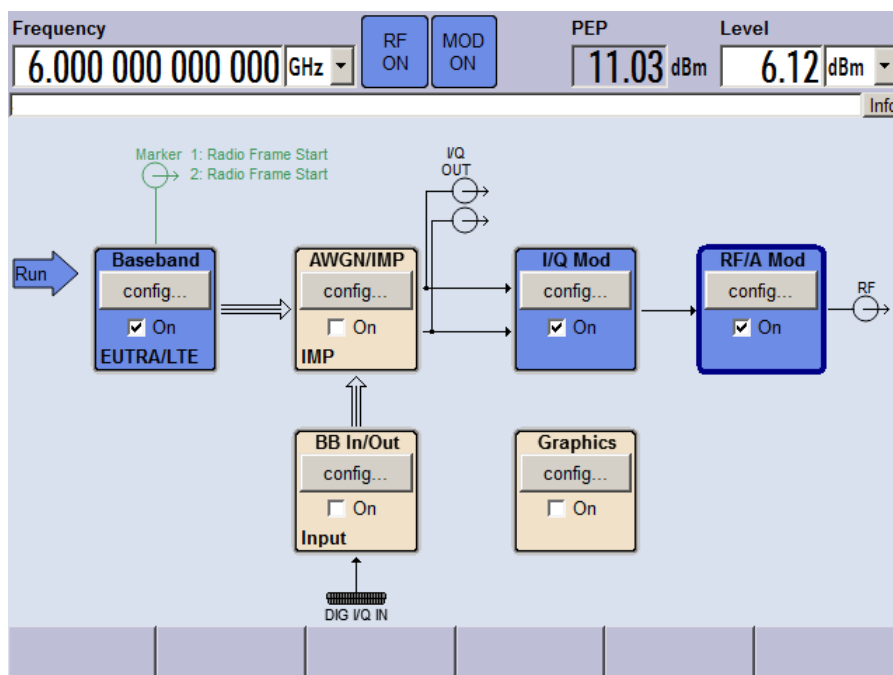 Frequency
PEP
Level
6.000 000 000 000
GHz
RF
ON
MOD
ON
11.03 dBm
6.12 dBm
Info
Marker 1: Radio Frame Start
2: Radio Frame Start
I/Q
OUT
Run
Baseband
config...
On
EUTRA/LTE
AWGN/IMP
config...
On
IMP
I/Q Mod
config...
On
RF/A Mod
config...
On
RF
BB In/Out
config...
On
Input
Graphics
config...
On
DIG I/Q IN